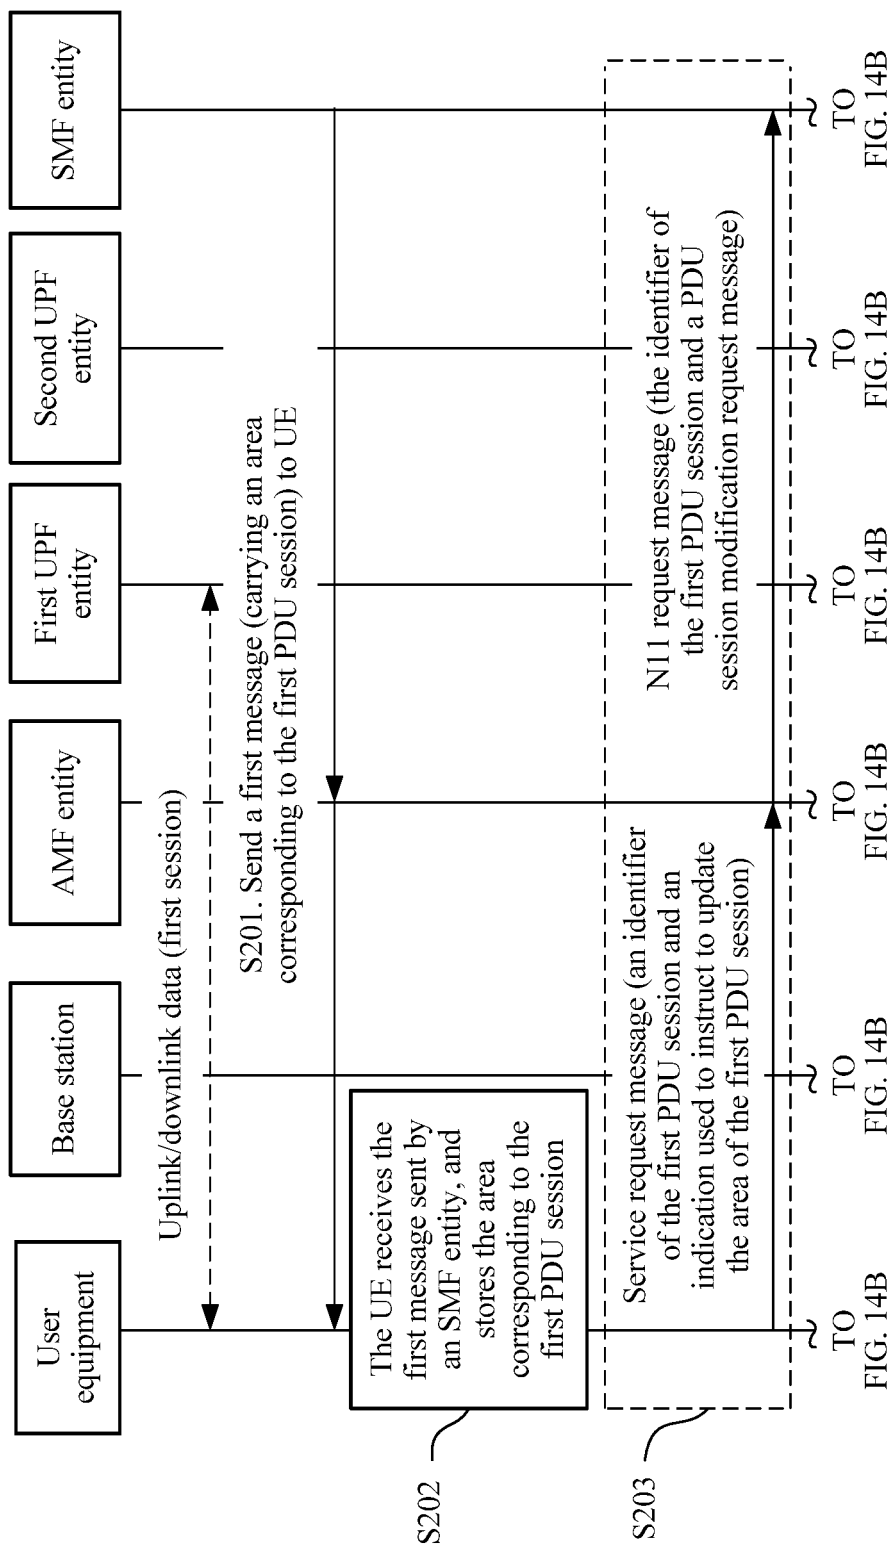 User
equipment
Base station
AMF entity
First UPF
entity
Second UPF
entity
SMF entity
Uplink/downlink data (first session)
S201. Send a first message (carrying an area
corresponding to the first PDU session) to UE
The UE receives the
first message sent by
an SMF entity, and
stores the area
corresponding to the
first PDU session
S202
Service request message (an identifier
of the first PDU session and an
indication used to instruct to update
the area of the first PDU session)
N11 request message (the identifier of
the first PDU session and a PDU
session modification request message)
S203
TO
FIG. 14B
TO
FIG. 14B
TO
FIG. 14B
TO
FIG. 14B
TO
FIG. 14B
TO
FIG. 14B